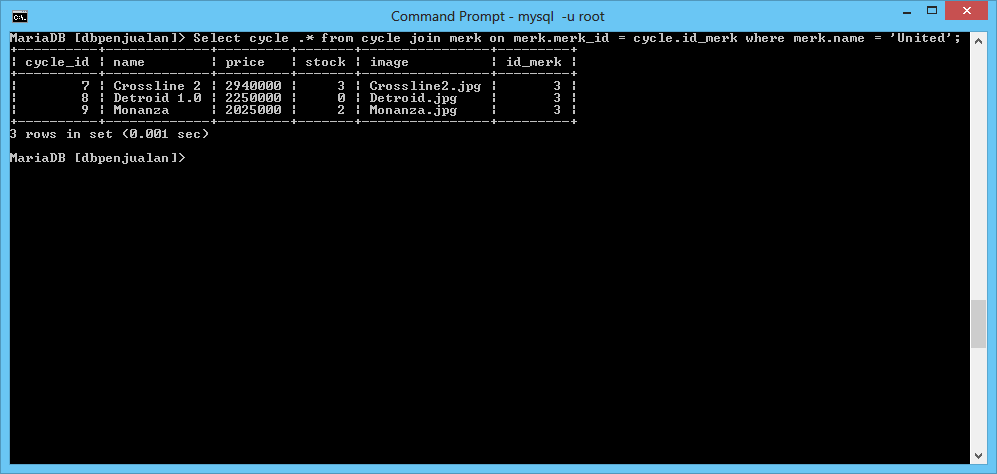 Command Prompt - mysql  -u root
MariaDB [dbpenjualan]> Select cycle .* from cycle join merk on merk.merk_id = cycle.id_merk where merk.name = 'United';
+----------+-------------+---------+-------+----------------+---------+
| cycle_id | name        | price   | stock | image          | id_merk |
+----------+-------------+---------+-------+----------------+---------+
|        7 | Crossline 2 | 2940000 |     3 | Crossline2.jpg |       3 |
|        8 | Detroid 1.0 | 2250000 |     0 | Detroid.jpg    |       3 |
|        9 | Monanza     | 2025000 |     2 | Monanza.jpg    |       3 |
+----------+-------------+---------+-------+----------------+---------+
3 rows in set (0.001 sec)
MariaDB [dbpenjualan]>